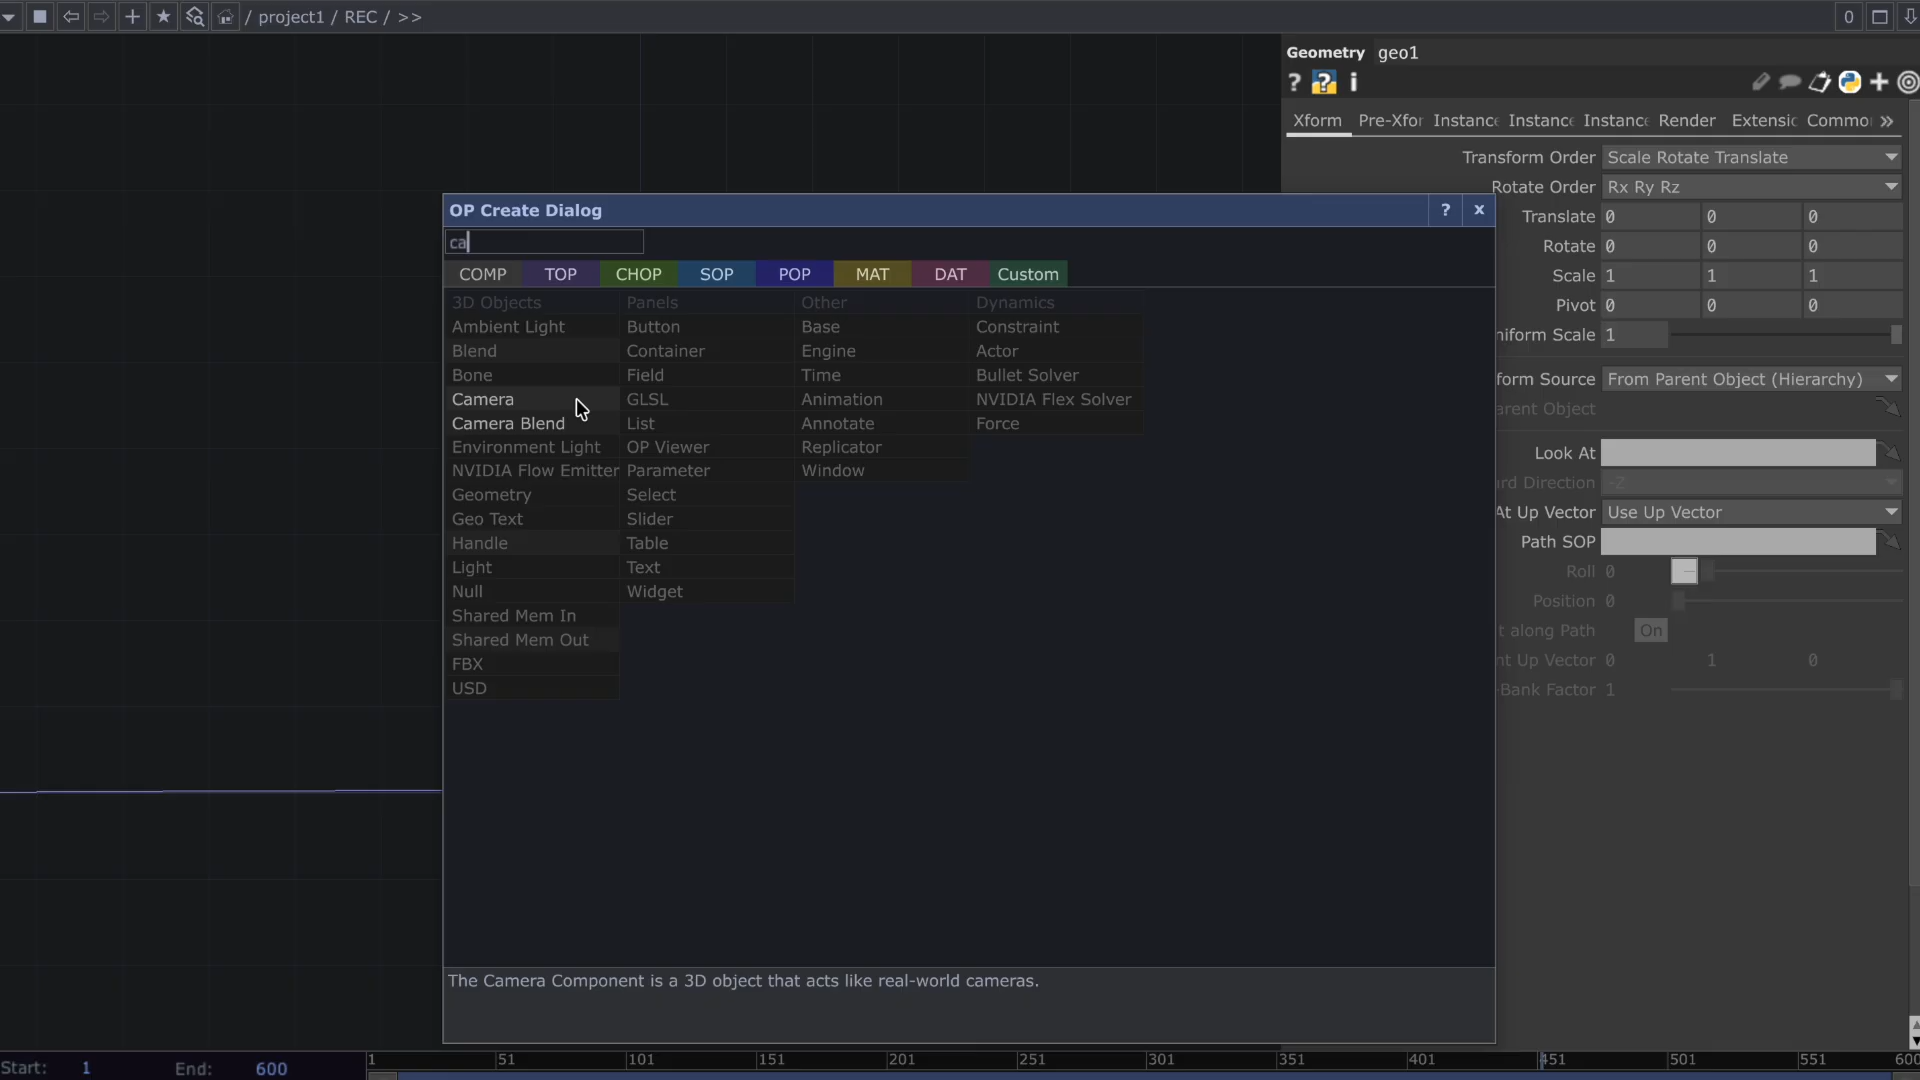 / project1 / REC / >>
0
Geometry geo1
? ? i
Xform Pre-Xfor Instance Instance Instance Render Extensic Commo »
Transform Order Scale Rotate Translate
Rotate Order Rx Ry Rz
Translate 0 0 0
Rotate 0 0 0
Scale 1 1 1
Pivot 0 0 0
niform Scale 1
form Source From Parent Object (Hierarchy)
arent Object
Look At
rd Direction -Z
At Up Vector Use Up Vector
Path SOP
Roll 0
Position 0
t along Path On
nt Up Vector 0 1 0
-Bank Factor 1
OP Create Dialog ? x
ca
COMP TOP CHOP SOP POP MAT DAT Custom
3D Objects Panels Other Dynamics
Ambient Light Button Base Constraint
Blend Container Engine Actor
Bone Field Time Bullet Solver
Camera GLSL Animation NVIDIA Flex Solver
Camera Blend List Annotate Force
Environment Light OP Viewer Replicator
NVIDIA Flow Emitter Parameter Window
Geometry Select
Geo Text Slider
Handle Table
Light Text
Null Widget
Shared Mem In
Shared Mem Out
FBX
USD
The Camera Component is a 3D object that acts like real-world cameras.
Start: 1 End: 600
1 51 101 151 201 251 301 351 401 451 501 551 600